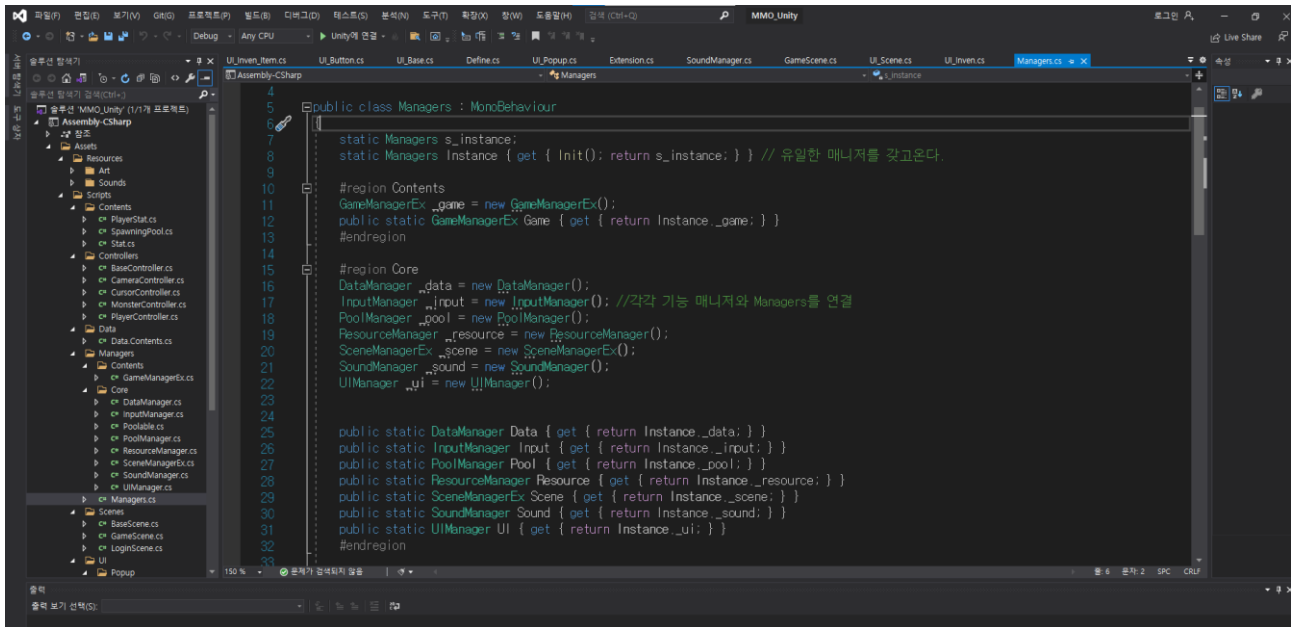 파일(F) 편집(E) 보기(V) Git(G) 프로젝트(P) 빌드(B) 디버그(D) 테스트(S) 분석(N) 도구(T) 확장(X) 창(W) 도움말(H) 검색 (Ctrl+Q) MMO_Unity 로그인
Debug Any CPU Unity에 연결 Live Share
서버 탐색기
도구 상자
솔루션 탐색기
솔루션 탐색기 검색(Ctrl+;)
솔루션 'MMO_Unity' (1/1개 프로젝트)
Assembly-CSharp
참조
Assets
Resources
Art
Sounds
Scripts
Contents
PlayerStat.cs
SpawningPool.cs
Stat.cs
Controllers
BaseController.cs
CameraController.cs
CursorController.cs
MonsterController.cs
PlayerController.cs
Data
Data.Contents.cs
Managers
Contents
GameManagerEx.cs
Core
DataManager.cs
InputManager.cs
Poolable.cs
PoolManager.cs
ResourceManager.cs
SceneManagerEx.cs
SoundManager.cs
UIManager.cs
Managers.cs
Scenes
BaseScene.cs
GameScene.cs
LoginScene.cs
UI
Popup
UI_Inven_Item.cs UI_Button.cs UI_Base.cs Define.cs UI_Popup.cs Extension.cs SoundManager.cs GameScene.cs UI_Scene.cs UI_Inven.cs Managers.cs
Assembly-CSharp Managers s_instance
4
5 public class Managers : MonoBehaviour
6 {
7 static Managers s_instance;
8 static Managers Instance { get { Init(); return s_instance; } } // 유일한 매니저를 갖고온다.
9
10 #region Contents
11 GameManagerEx _game = new GameManagerEx();
12 public static GameManagerEx Game { get { return Instance._game; } }
13 #endregion
14
15 #region Core
16 DataManager _data = new DataManager();
17 InputManager _input = new InputManager(); //각각 기능 매니저와 Managers를 연결
18 PoolManager _pool = new PoolManager();
19 ResourceManager _resource = new ResourceManager();
20 SceneManagerEx _scene = new SceneManagerEx();
21 SoundManager _sound = new SoundManager();
22 UIManager _ui = new UIManager();
23
24
25 public static DataManager Data { get { return Instance._data; } }
26 public static InputManager Input { get { return Instance._input; } }
27 public static PoolManager Pool { get { return Instance._pool; } }
28 public static ResourceManager Resource { get { return Instance._resource; } }
29 public static SceneManagerEx Scene { get { return Instance._scene; } }
30 public static SoundManager Sound { get { return Instance._sound; } }
31 public static UIManager UI { get { return Instance._ui; } }
32 #endregion
33
150 % 문제가 검색되지 않음 줄: 6 문자: 2 SPC CRLF
속성
출력
출력 보기 선택(S):